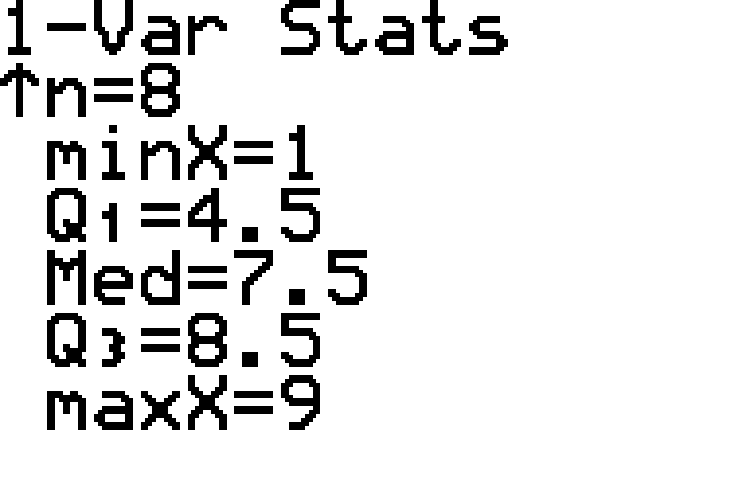 1-Var Stats
↑n=8
minX=1
Q₁=4.5
Med=7.5
Q₃=8.5
maxX=9